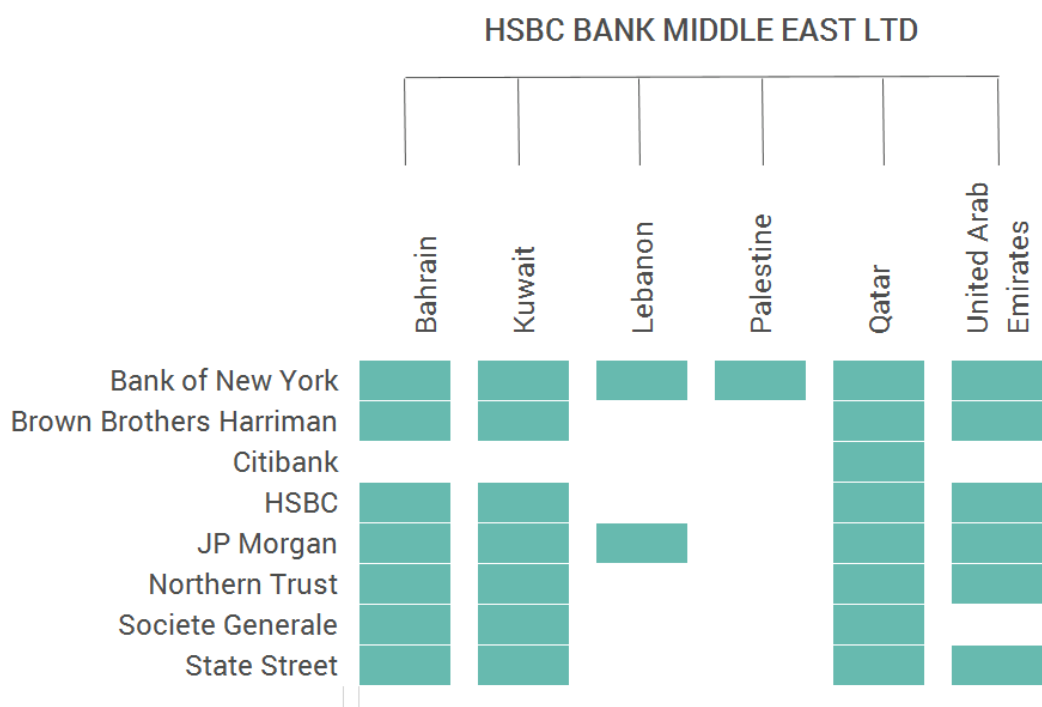 HSBC BANK MIDDLE EAST LTD
Bahrain
Kuwait
Lebanon
Palestine
Qatar
United Arab
Emirates
Bank of New York
Brown Brothers Harriman
Citibank
HSBC
JP Morgan
Northern Trust
Societe Generale
State Street